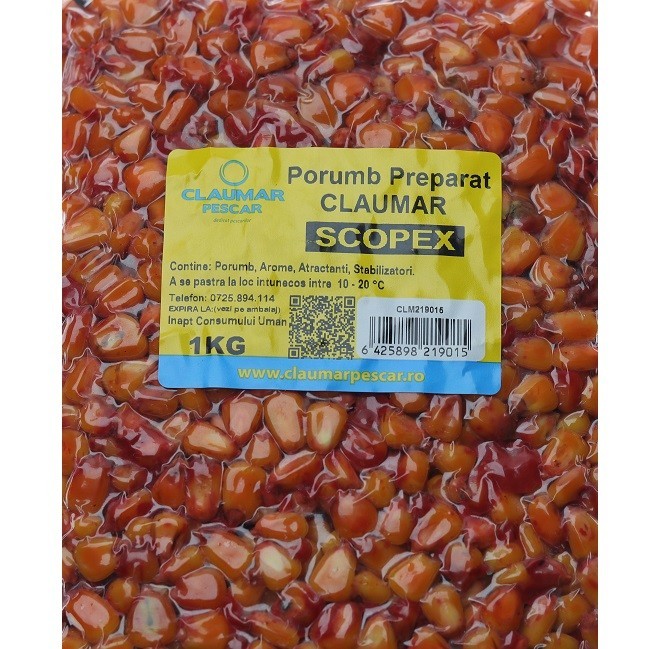 CLAUMAR
PESCAR
Porumb Preparat
CLAUMAR
SCOPEX
Contine: Porumb, Arome, Atractanti, Stabilizatori.
A se pastra la loc intunecos intre 10 - 20 °C
Telefon: 0725.894.114
EXPIRA LA:(vezi pe ambalaj)
Inapt Consumului Uman
1KG
CLM219015
6 425898 219015
www.claumarpescar.ro